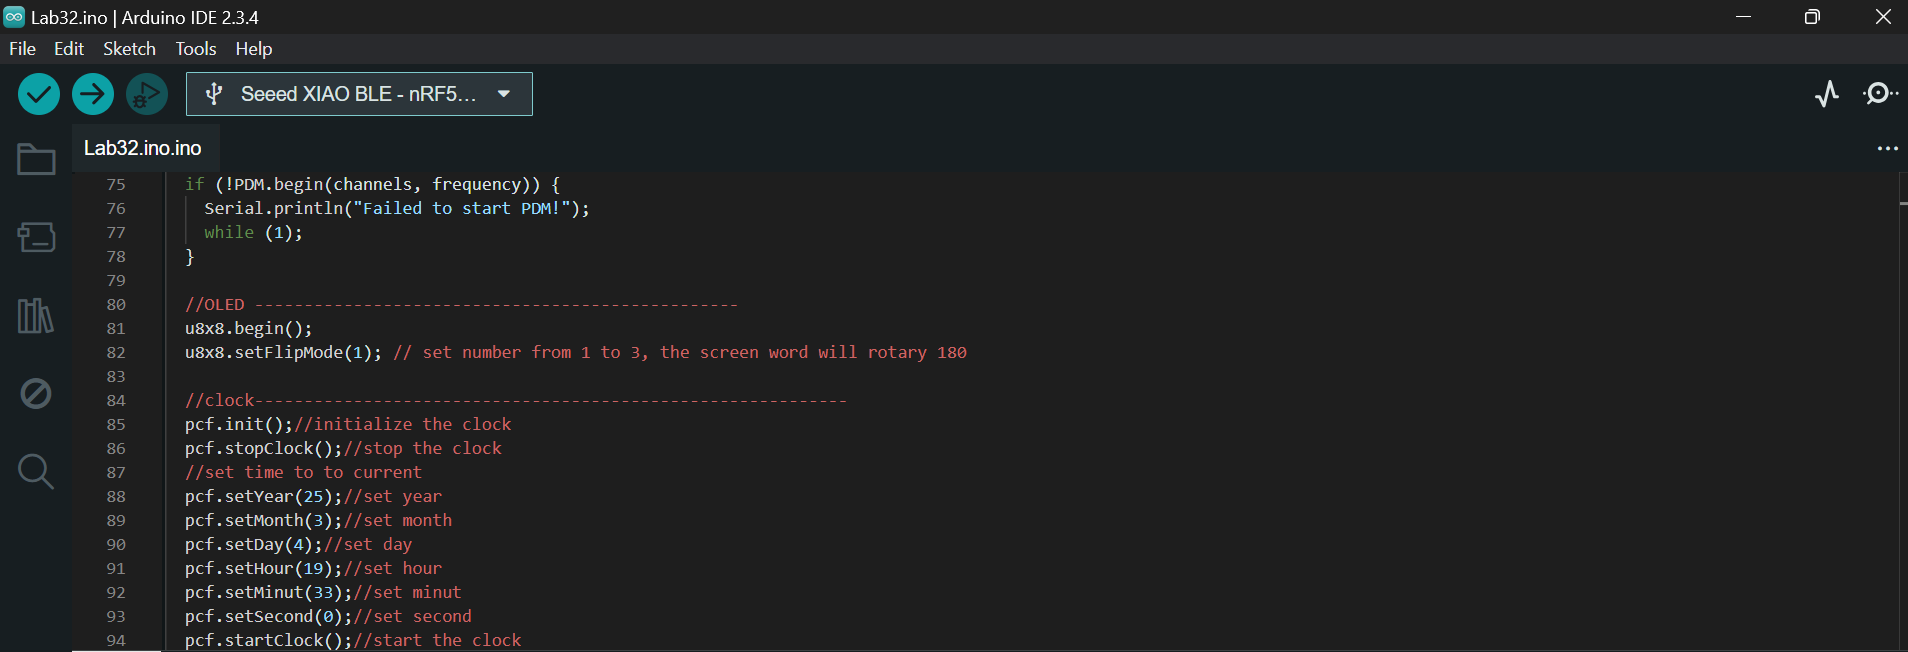 Lab32.ino | Arduino IDE 2.3.4
File Edit Sketch Tools Help
Seeed XIAO BLE - nRF5...
Lab32.ino.ino
75 if (!PDM.begin(channels, frequency)) {
76 Serial.println("Failed to start PDM!");
77 while (1);
78 }
79
80 //OLED -------------------------------------------------
81 u8x8.begin();
82 u8x8.setFlipMode(1); // set number from 1 to 3, the screen word will rotary 180
83
84 //clock------------------------------------------------------------
85 pcf.init();//initialize the clock
86 pcf.stopClock();//stop the clock
87 //set time to to current
88 pcf.setYear(25);//set year
89 pcf.setMonth(3);//set month
90 pcf.setDay(4);//set day
91 pcf.setHour(19);//set hour
92 pcf.setMinut(33);//set minut
93 pcf.setSecond(0);//set second
94 pcf.startClock();//start the clock